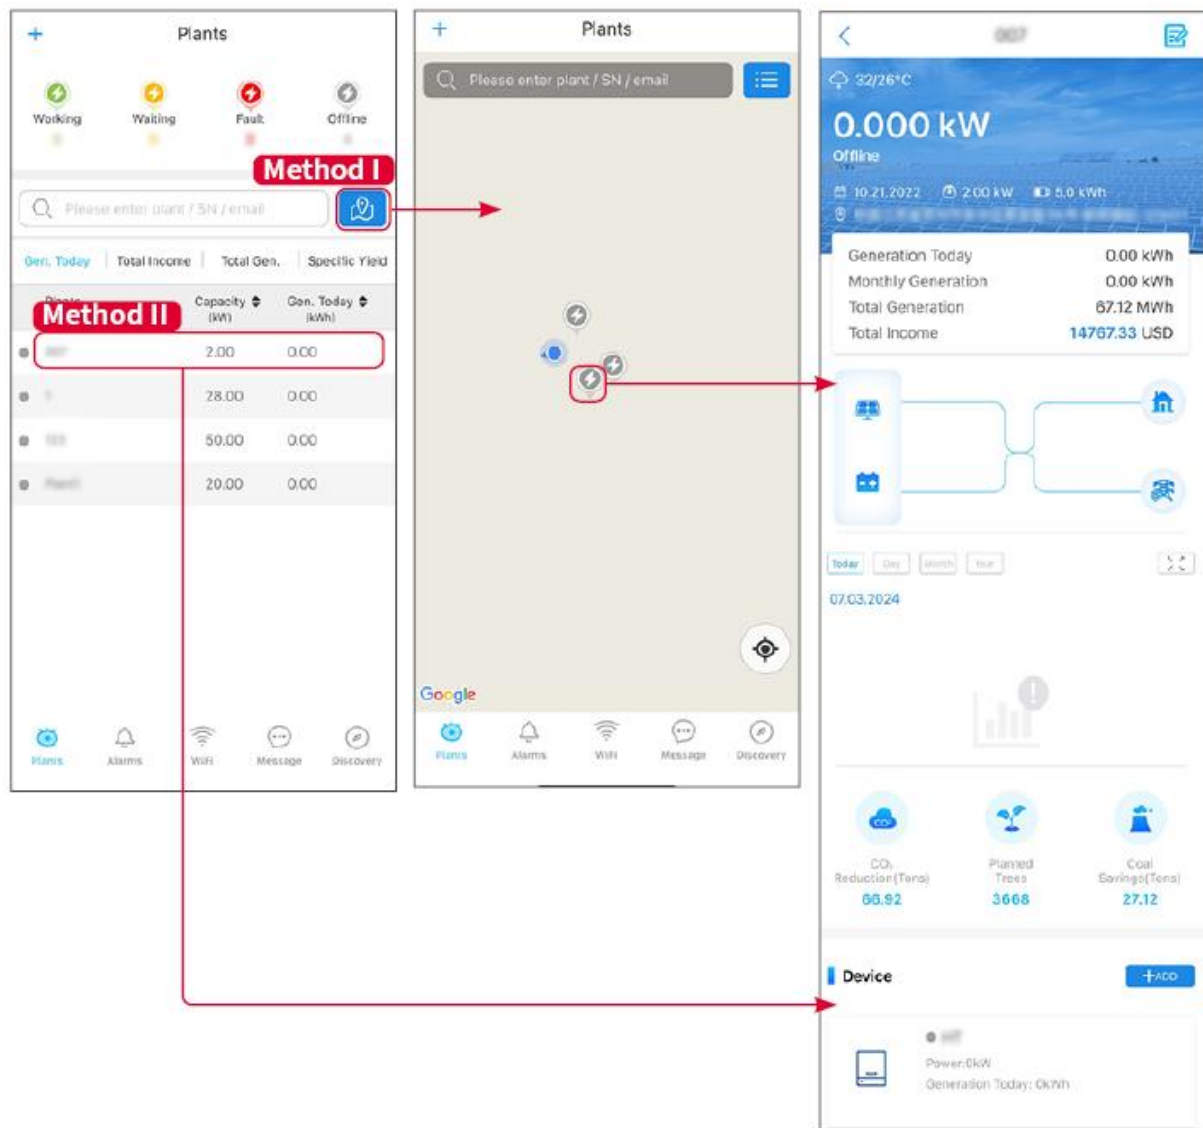 Plants
Working
Waiting
Fault
Offline
Method I
Please enter plant / SN / email
Gen. Today
Total Income
Total Gen.
Specific Yield
Capacity
(kW)
Gen. Today
(kWh)
Method II
2.00 0.00
28.00 0.00
50.00 0.00
20.00 0.00
Plants
Alarms
WiFi
Message
Discovery
Plants
Please enter plant / SN / email
Google
Plants
Alarms
WiFi
Message
Discovery
007
32/26°C
0.000 kW
Offline
10.21.2022 2.00 kW 5.0 kWh
Generation Today 0.00 kWh
Monthly Generation 0.00 kWh
Total Generation 67.12 MWh
Total Income 14767.33 USD
Today
Day
Month
Year
07.03.2024
CO₂
Reduction(Tons)
66.92
Planted
Trees
3668
Coal
Savings(Tons)
27.12
Device
+ADD
Power:0kW
Generation Today: 0kWh